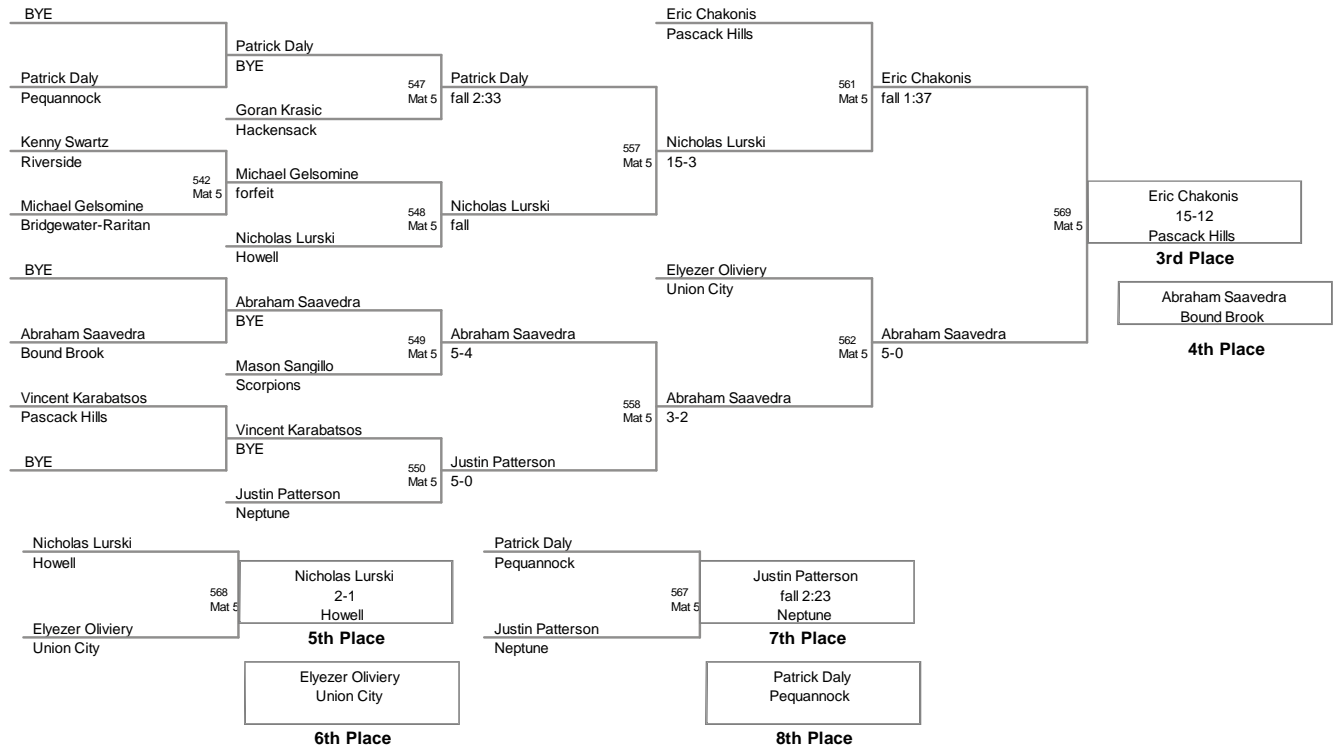 BYE
Patrick Daly
Pequannock
Kenny Swartz
Riverside
542
Mat 5
Michael Gelsomine
Bridgewater-Raritan
BYE
Abraham Saavedra
Bound Brook
Vincent Karabatsos
Pascack Hills
BYE
Patrick Daly
BYE
547
Mat 5
Goran Krasic
Hackensack
Michael Gelsomine
forfeit
548
Mat 5
Nicholas Lurski
Howell
Abraham Saavedra
BYE
549
Mat 5
Mason Sangillo
Scorpions
Vincent Karabatsos
BYE
550
Mat 5
Justin Patterson
Neptune
Patrick Daly
fall 2:33
557
Mat 5
Nicholas Lurski
fall
Abraham Saavedra
5-4
558
Mat 5
Justin Patterson
5-0
Eric Chakonis
Pascack Hills
561
Mat 5
Nicholas Lurski
15-3
Elyezer Oliviery
Union City
562
Mat 5
Abraham Saavedra
3-2
Eric Chakonis
fall 1:37
569
Mat 5
Abraham Saavedra
5-0
Eric Chakonis
15-12
Pascack Hills
3rd Place
Abraham Saavedra
Bound Brook
4th Place
Nicholas Lurski
Howell
568
Mat 5
Elyezer Oliviery
Union City
Nicholas Lurski
2-1
Howell
5th Place
Elyezer Oliviery
Union City
6th Place
Patrick Daly
Pequannock
567
Mat 5
Justin Patterson
Neptune
Justin Patterson
fall 2:23
Neptune
7th Place
Patrick Daly
Pequannock
8th Place